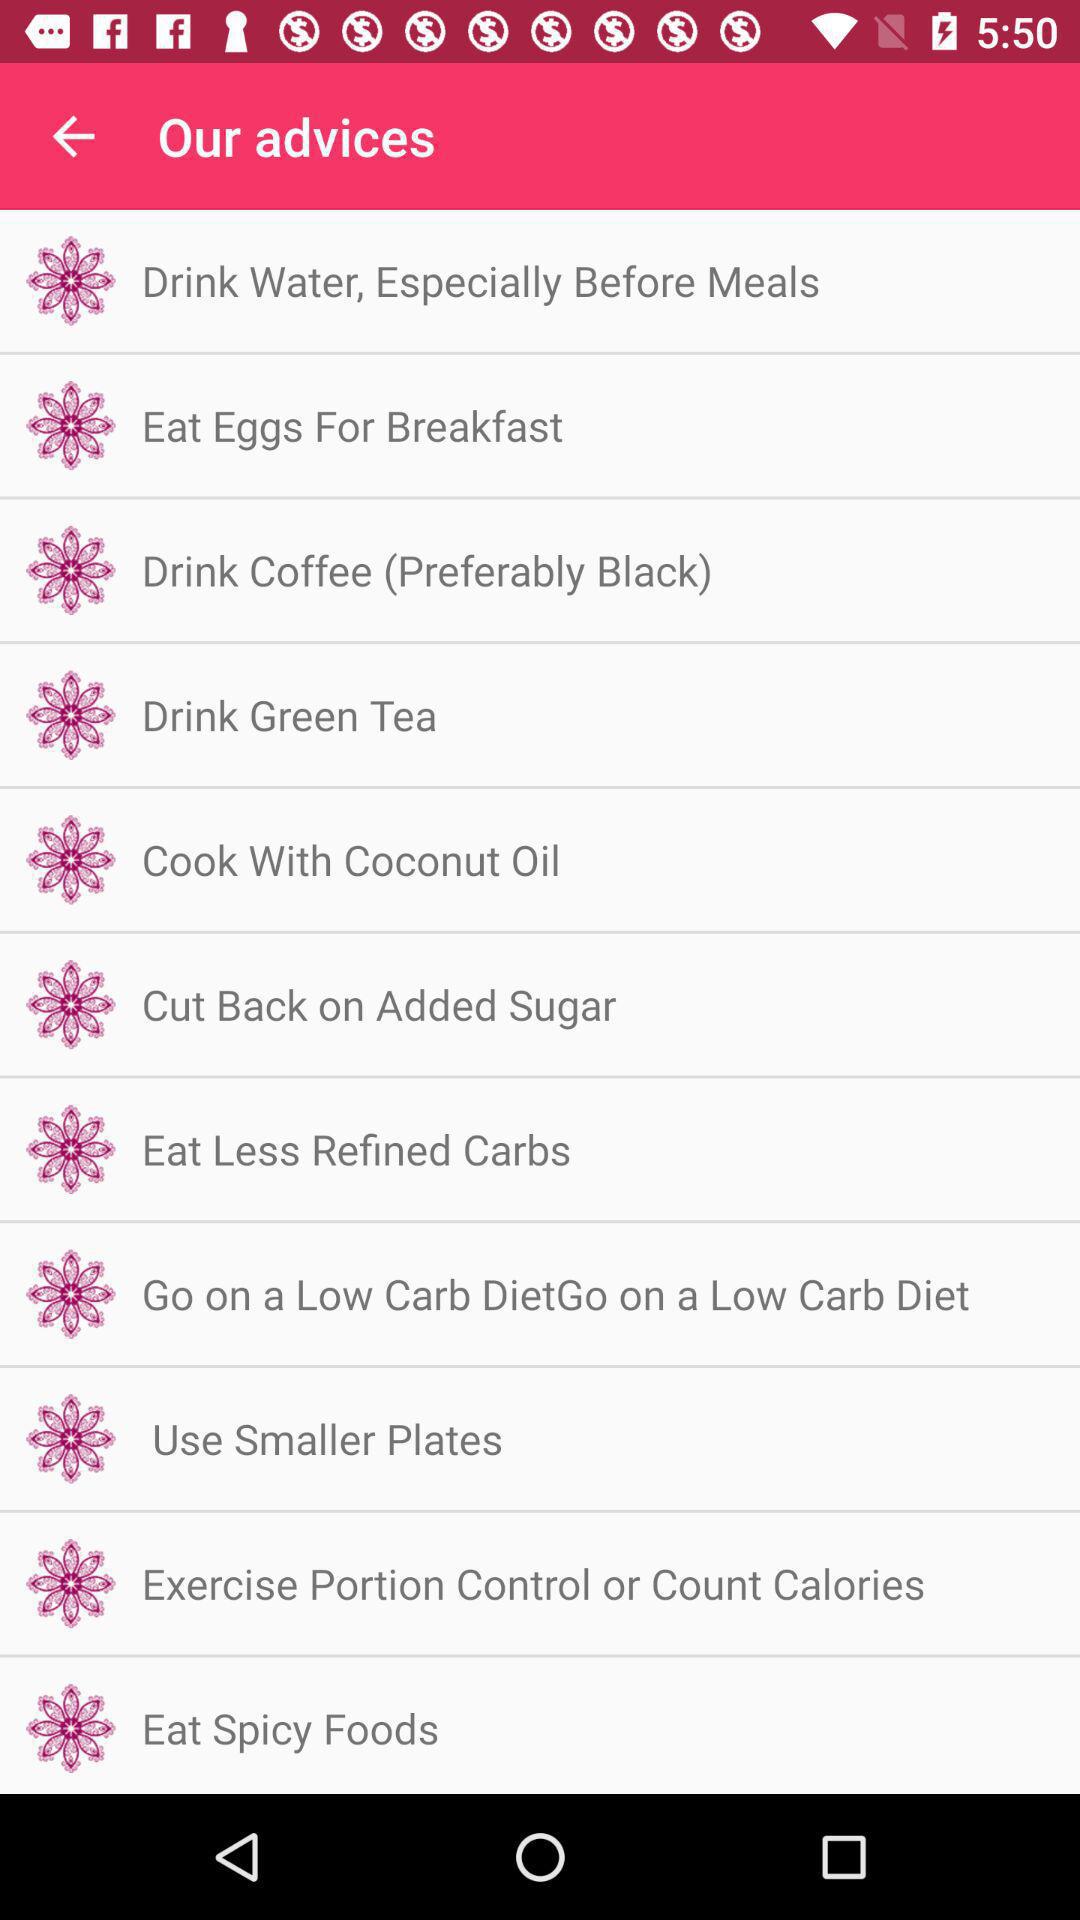 5:50
Our advices
Drink Water, Especially Before Meals
Eat Eggs For Breakfast
Drink Coffee (Preferably Black)
Drink Green Tea
Cook With Coconut Oil
Cut Back on Added Sugar
Eat Less Refined Carbs
Go on a Low Carb DietGo on a Low Carb Diet
Use Smaller Plates
Exercise Portion Control or Count Calories
Eat Spicy Foods